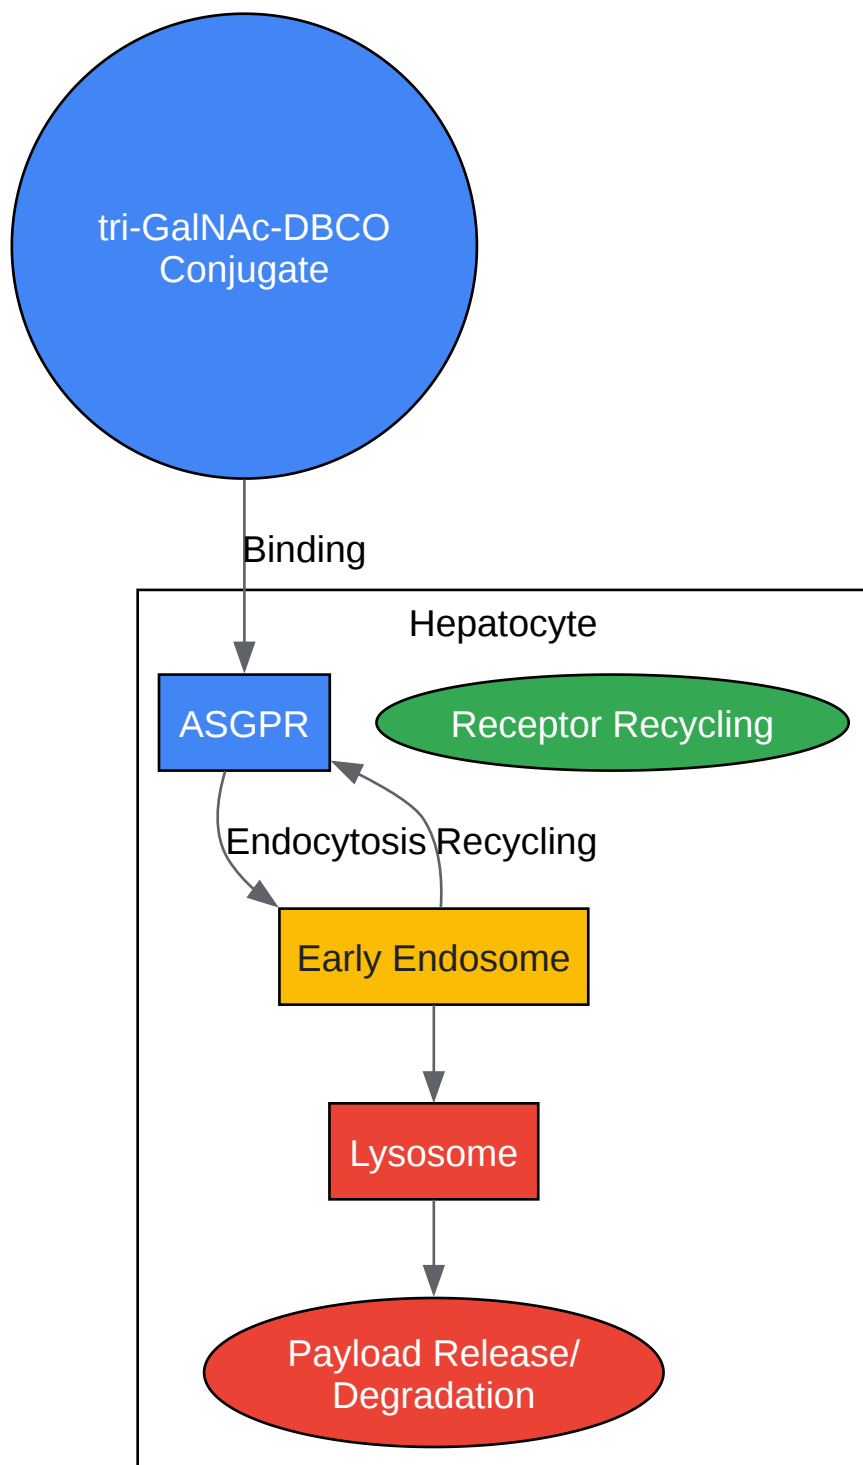 tri-GalNAc-DBCO
Conjugate
Binding
Hepatocyte
ASGPR
Receptor Recycling
Endocytosis
Recycling
Early Endosome
Lysosome
Payload Release/
Degradation